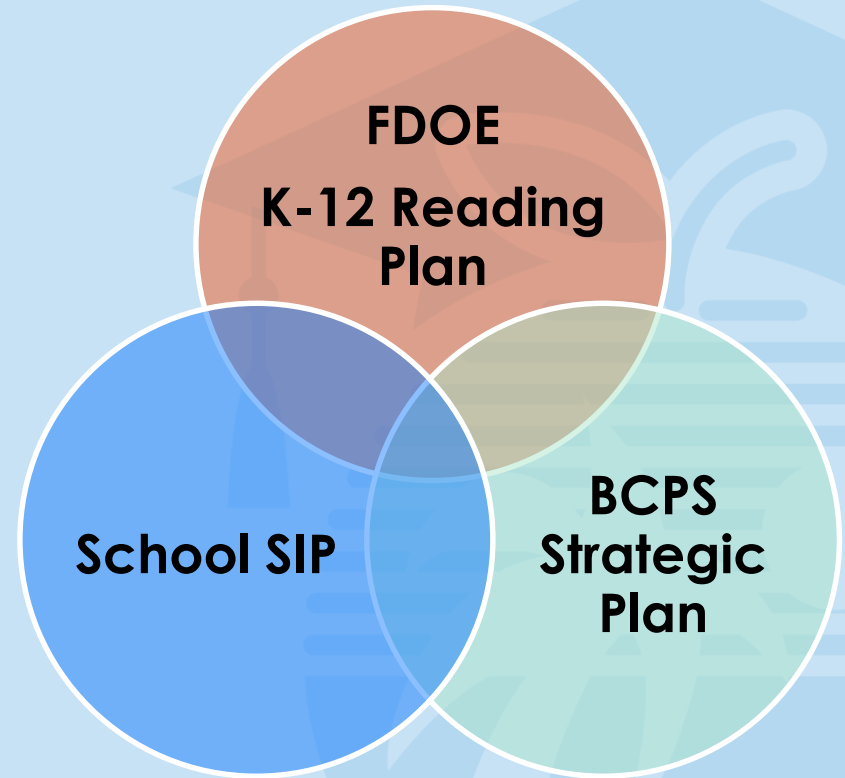 FDOE
K-12 Reading
Plan
School SIP
BCPS
Strategic
Plan